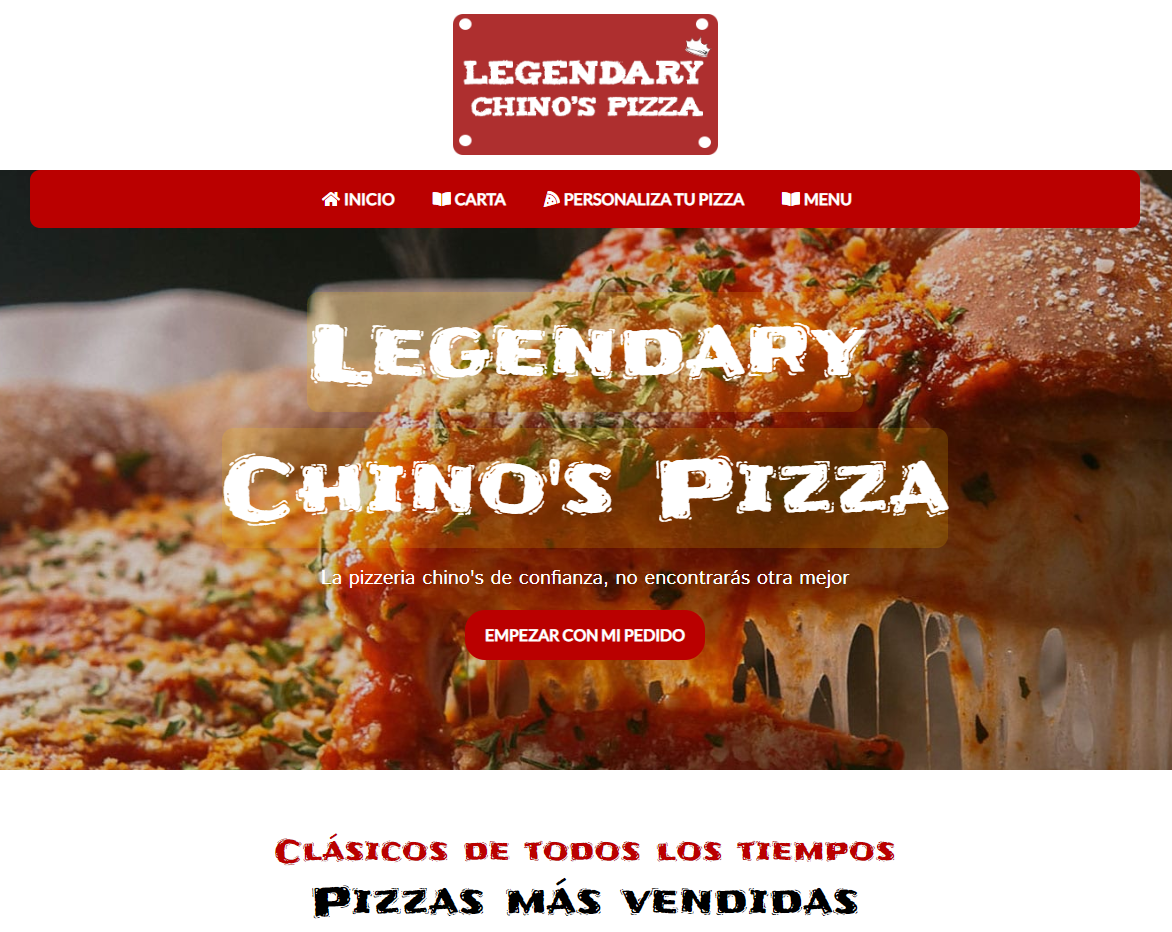 LEGENDARY
CHINO'S PIZZA
INICIO CARTA PERSONALIZA TU PIZZA MENU
LEGENDARY
CHINO'S PIZZA
La pizzeria chino's de confianza, no encontrarás otra mejor
EMPEZAR CON MI PEDIDO
CLÁSICOS DE TODOS LOS TIEMPOS
PIZZAS MÁS VENDIDAS